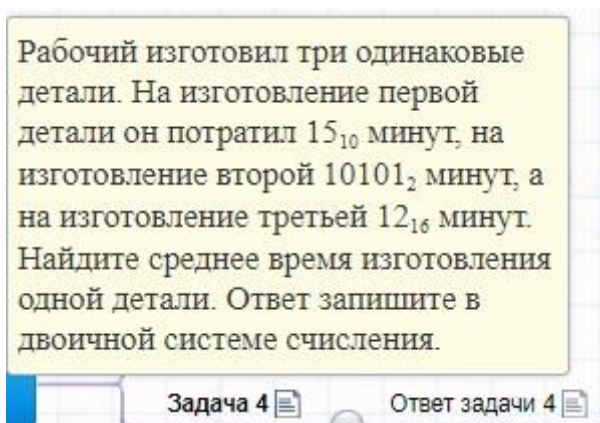 Рабочий изготовил три одинаковые
детали. На изготовление первой
детали он потратил 15₁₀ минут, на
изготовление второй 10101₂ минут, а
на изготовление третьей 12₁₆ минут.
Найдите среднее время изготовления
одной детали. Ответ запишите в
двоичной системе счисления.
Задача 4 Ответ задачи 4